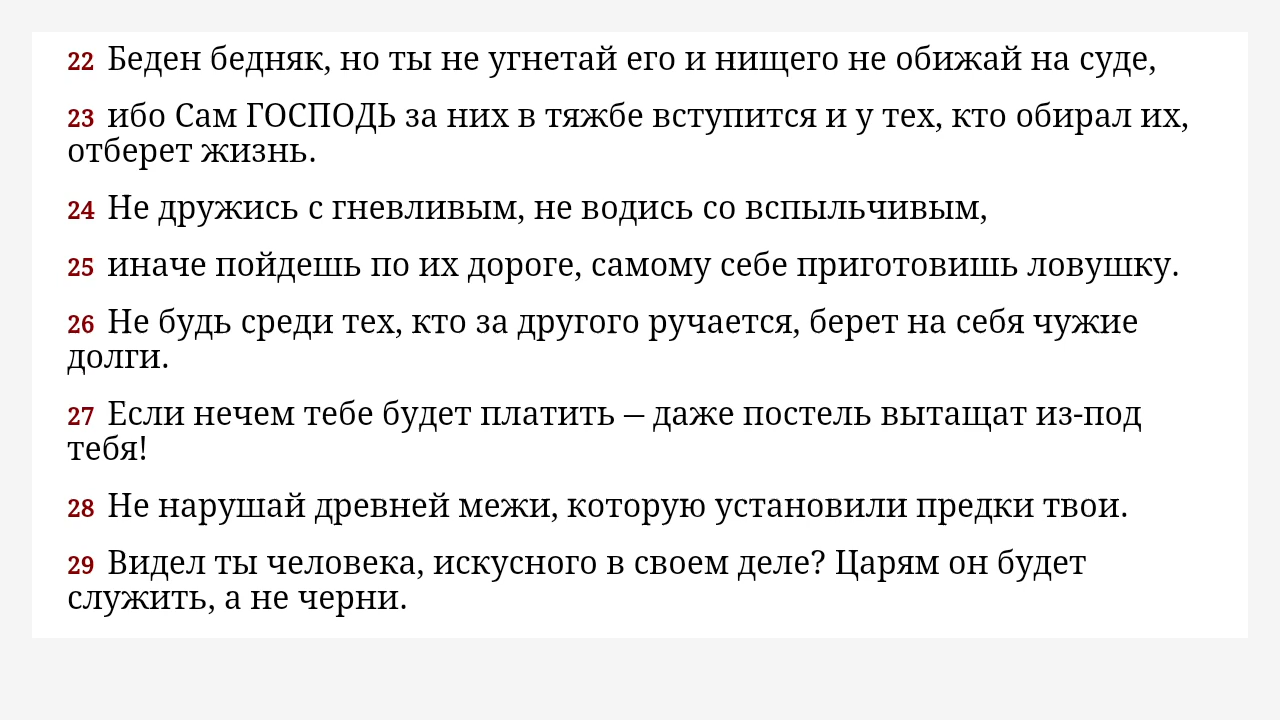 22 Беден бедняк, но ты не угнетай его и нищего не обижай на суде,
23 ибо Сам ГОСПОДЬ за них в тяжбе вступится и у тех, кто обирал их,
отберет жизнь.
24 Не дружись с гневливым, не водись со вспыльчивым,
25 иначе пойдешь по их дороге, самому себе приготовишь ловушку.
26 Не будь среди тех, кто за другого ручается, берет на себя чужие
долги.
27 Если нечем тебе будет платить — даже постель вытащат из-под
тебя!
28 Не нарушай древней межи, которую установили предки твои.
29 Видел ты человека, искусного в своем деле? Царям он будет
служить, а не черни.